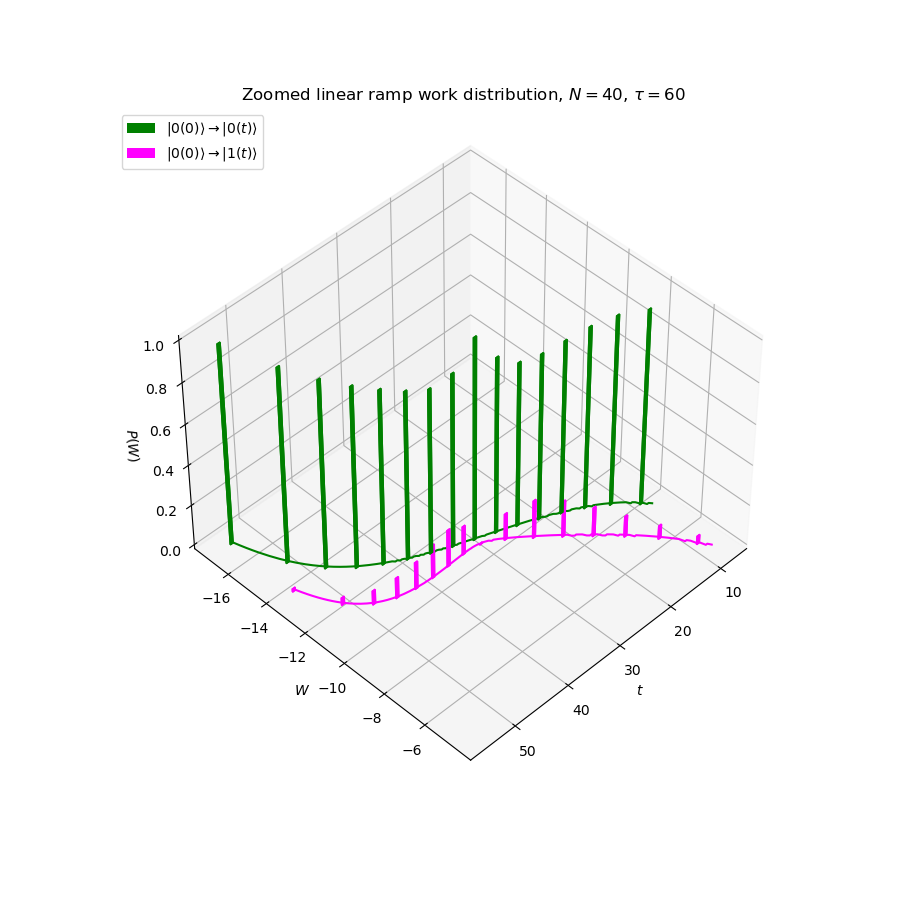 Zoomed linear ramp work distribution, N = 40, τ = 60
|0(0)⟩ → |0(t)⟩
|0(0)⟩ → |1(t)⟩
1.0
0.8
0.6
0.4
0.2
0.0
P(W)
−16
−14
−12
−10
−8
−6
W
10
20
30
40
50
t